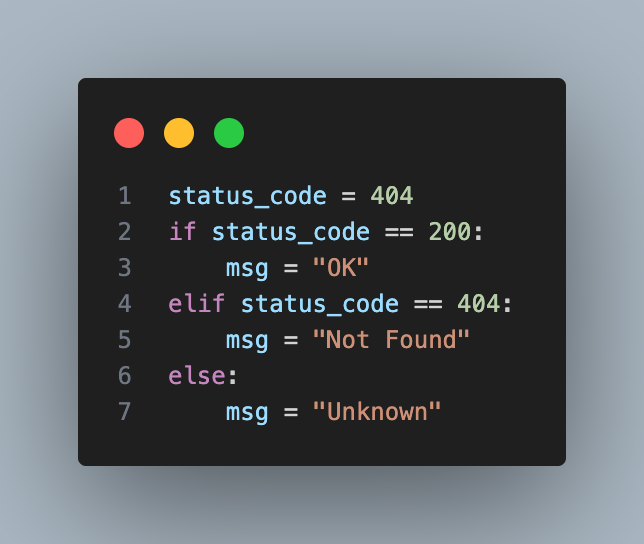 1 status_code = 404
2 if status_code == 200:
3     msg = "OK"
4 elif status_code == 404:
5     msg = "Not Found"
6 else:
7     msg = "Unknown"